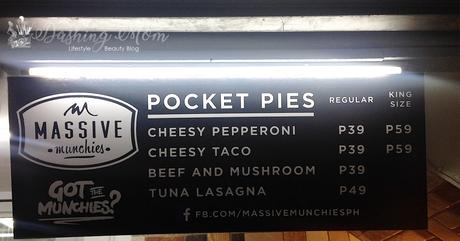 Dashing Mom
Lifestyle & Beauty Blog
MASSIVE
munchies
GOT THE
MUNCHIES?
POCKET PIES REGULAR KING SIZE
CHEESY PEPPERONI P39 P59
CHEESY TACO P39 P59
BEEF AND MUSHROOM P39
TUNA LASAGNA P49
f FB.COM/MASSIVEMUNCHIESPH